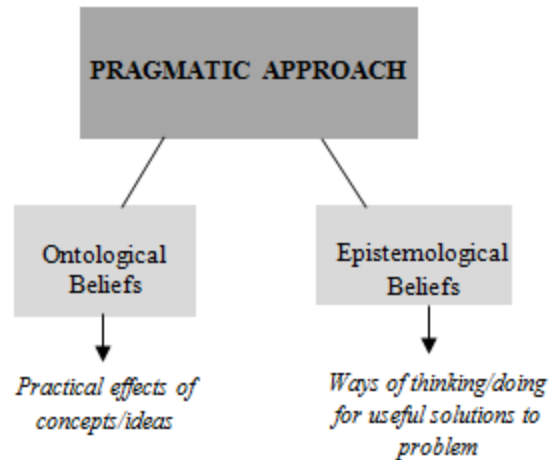 PRAGMATIC APPROACH
Ontological
Beliefs
Practical effects of
concepts/ideas
Epistemological
Beliefs
Ways of thinking/doing
for useful solutions to
problem